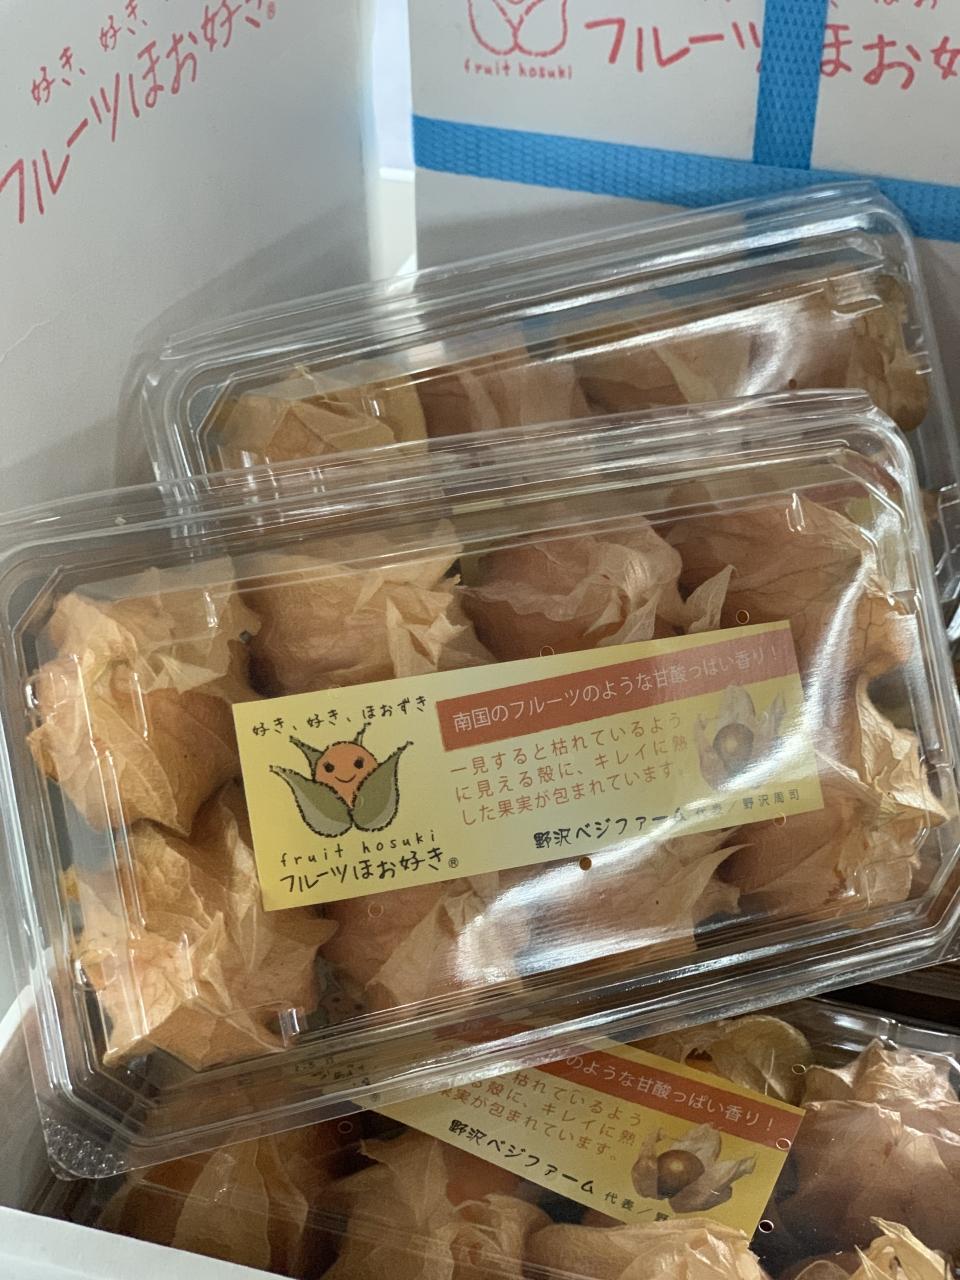 好き、好き、
フルーツほお好き®
ほお
fruit hosuki
フルーツほお好
好き、好き、ほおずき
南国のフルーツのような甘酸っぱい香り!
一見すると枯れているよう
に見える殻に、キレイに熟
した果実が包まれています。
野沢ベジファーム 代表/野沢周司
fruit hosuki
フルーツほお好き®
のような甘酸っぱい香り!
枯れているよう
る殻に、キレイに熟
果実が包まれています。
野沢ベジファーム 代表/野